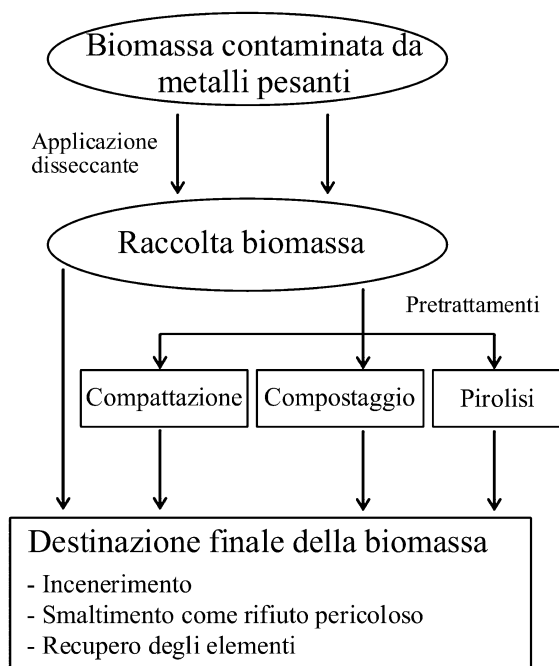 Biomassa contaminata da
metalli pesanti
Applicazione
disseccante
Raccolta biomassa
Pretrattamenti
Compattazione
Compostaggio
Pirolisi
Destinazione finale della biomassa
- Incenerimento
- Smaltimento come rifiuto pericoloso
- Recupero degli elementi